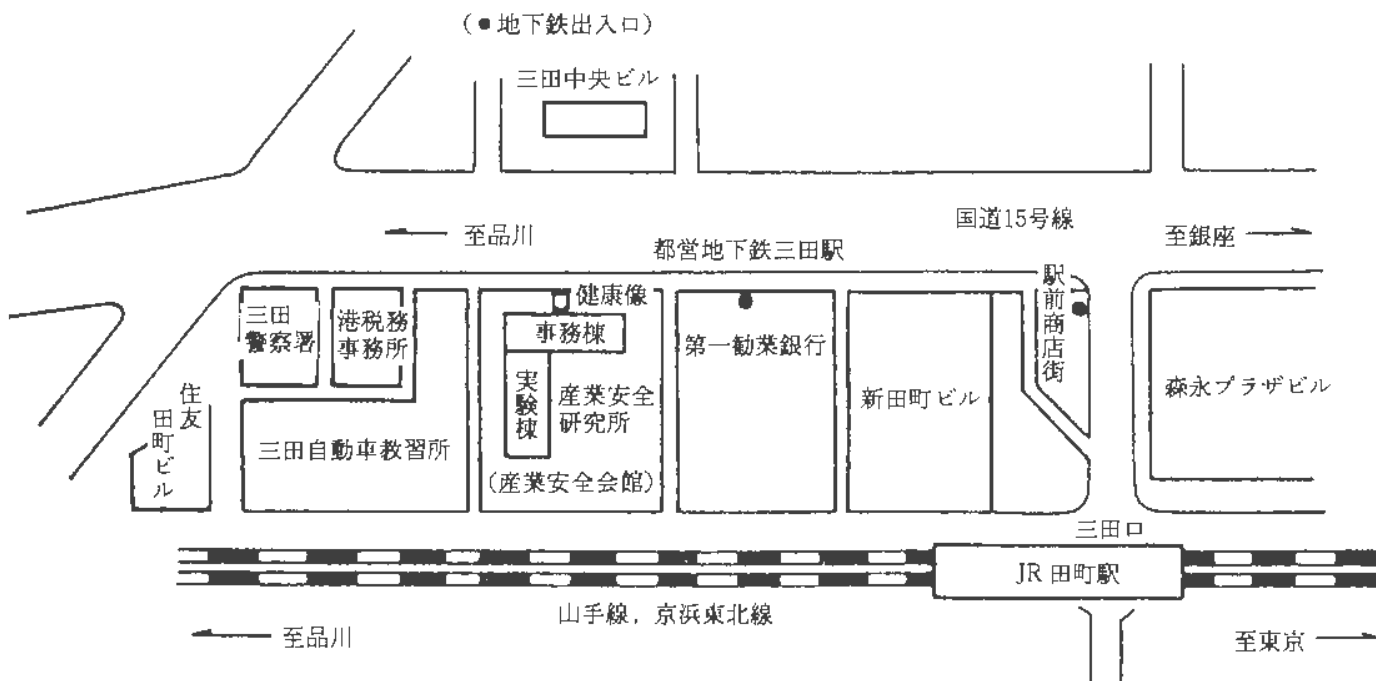 (●地下鉄出入口)
三田中央ビル
国道15号線
至品川
至銀座
都営地下鉄三田駅
駅前商店街
健康像
三田
警察署
港税務
事務所
事務棟
第一勧業銀行
実験棟
産業安全
研究所
新田町ビル
森永プラザビル
住友
田町ビル
三田自動車教習所
(産業安全会館)
三田口
JR 田町駅
山手線，京浜東北線
至品川
至東京